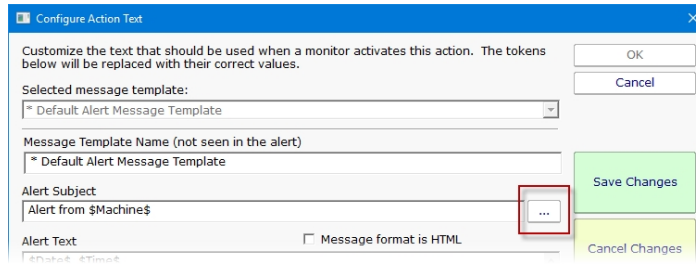 Configure Action Text
Customize the text that should be used when a monitor activates this action. The tokens
below will be replaced with their correct values.
OK
Cancel
Selected message template:
* Default Alert Message Template
Message Template Name (not seen in the alert)
* Default Alert Message Template
Save Changes
Alert Subject
Alert from $Machine$
...
Alert Text
Message format is HTML
Cancel Changes
$Date$, $Time$